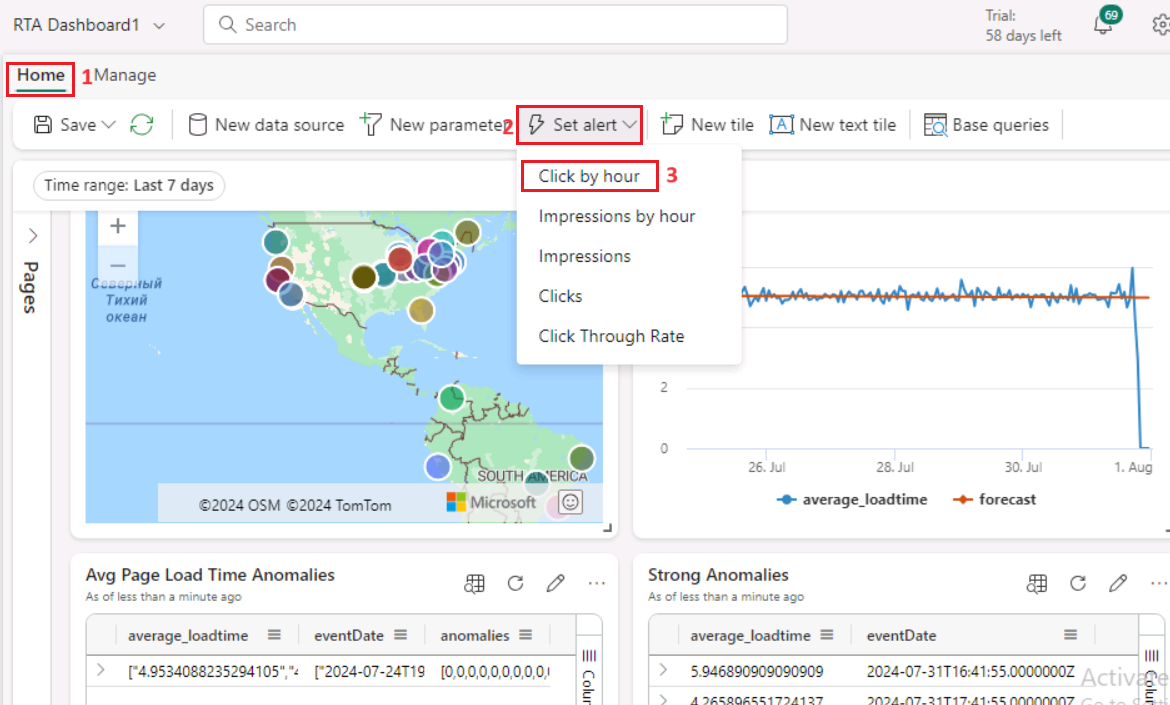 RTA Dashboard1
Search
Trial:
58 days left
69
Home
1
Manage
Save
New data source
New parameter
2
Set alert
New tile
New text tile
Base queries
Time range: Last 7 days
Click by hour
3
Impressions by hour
Impressions
Clicks
Click Through Rate
Pages
Северный
Тихий
океан
SOUTH AMERICA
©2024 OSM ©2024 TomTom
Microsoft
2
0
26. Jul
28. Jul
30. Jul
1. Aug
average_loadtime
forecast
Avg Page Load Time Anomalies
As of less than a minute ago
average_loadtime
eventDate
anomalies
["4.9534088235294105","4
["2024-07-24T19
[0,0,0,0,0,0,0,0,0,
Colun
Strong Anomalies
As of less than a minute ago
average_loadtime
eventDate
5.946890909090909
2024-07-31T16:41:55.0000000Z
4.265896551724137
2024-07-31T17:41:55.0000000Z
Colun
Activate
Go to Setti